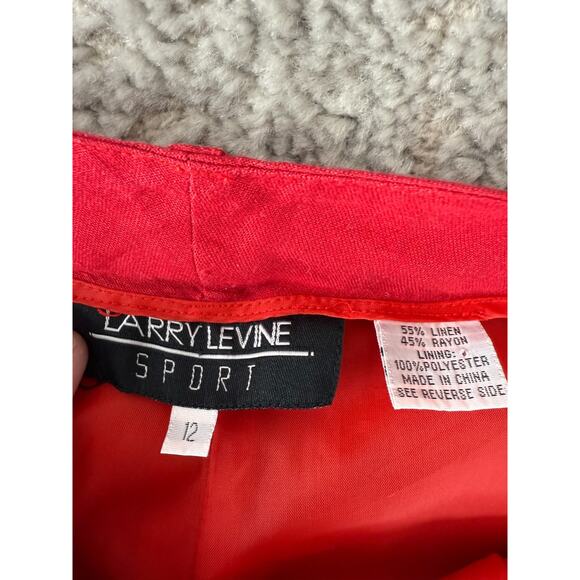 LARRY LEVINE
SPORT
12
55% LINEN
45% RAYON
LINING:
100%POLYESTER
MADE IN CHINA
SEE REVERSE SIDE